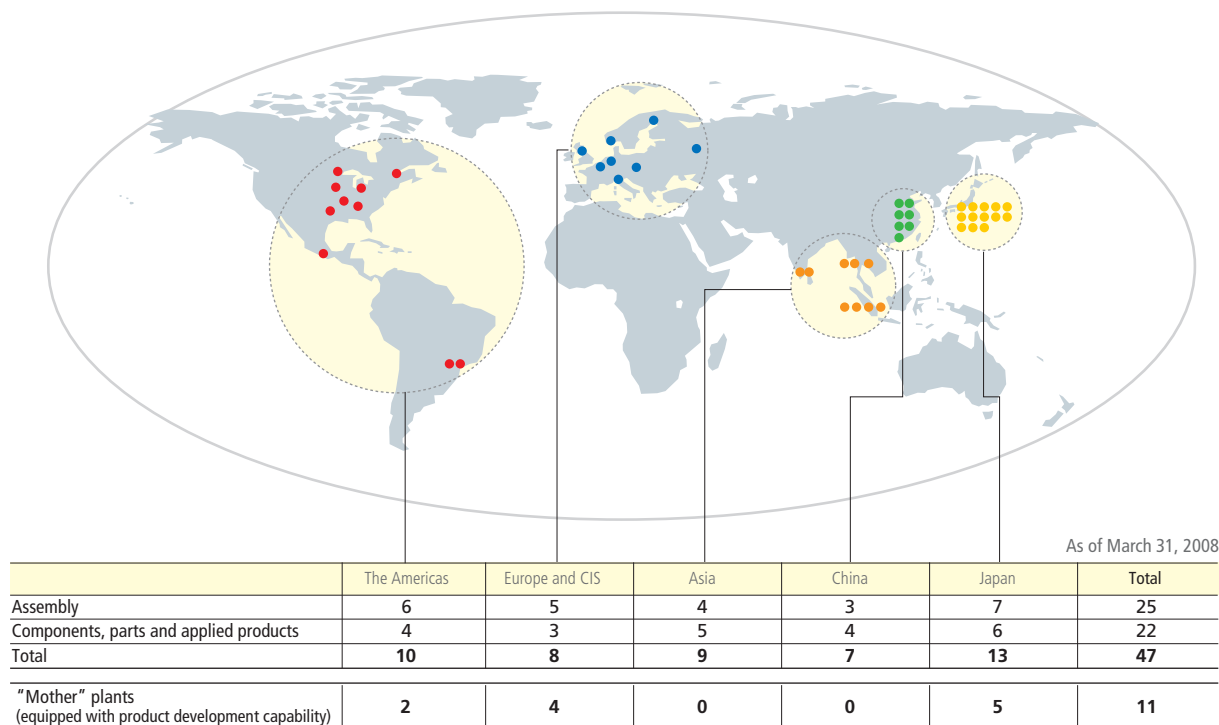 As of March 31, 2008
The Americas Europe and CIS Asia China Japan Total
Assembly 6 5 4 3 7 25
Components, parts and applied products 4 3 5 4 6 22
Total 10 8 9 7 13 47
“Mother” plants
(equipped with product development capability) 2 4 0 0 5 11